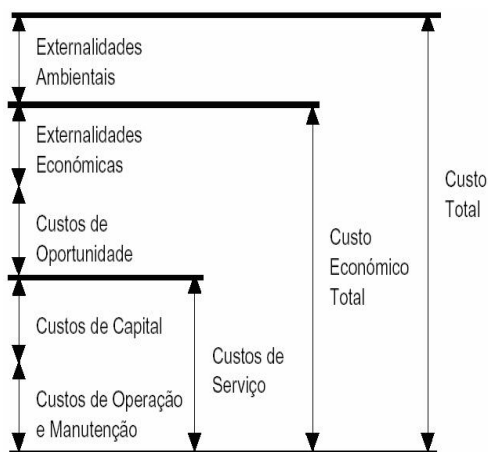 Externalidades
Ambientais
Externalidades
Económicas
Custos de
Oportunidade
Custos de Capital
Custos de Operação
e Manutenção
Custos de
Serviço
Custo
Económico
Total
Custo
Total